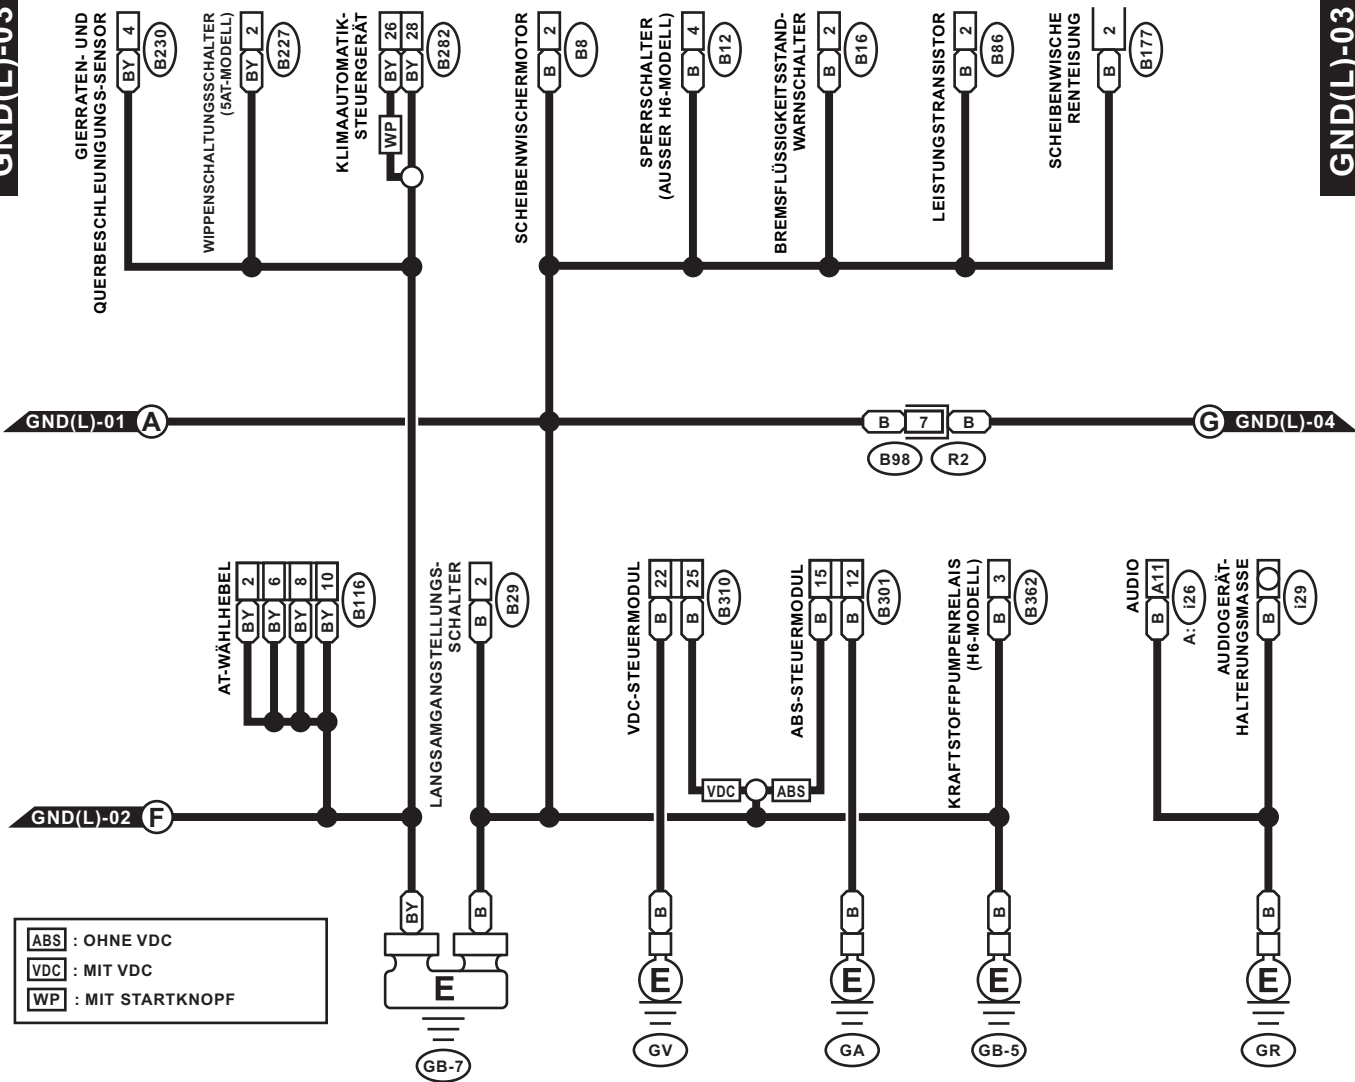 GND(L)-03
GND(L)-03
GIERRATEN- UND
QUERBESCHLEUNIGUNGS-SENSOR
4
BY
B230
WIPPENSCHALTUNGSSCHALTER
(5AT-MODELL)
2
BY
B227
KLIMAAUTOMATIK-
STEUERGERÄT
26 28
BY BY
B282
WP
SCHEIBENWISCHERMOTOR
2
B
B8
SPERRSCHALTER
(AUSSER H6-MODELL)
4
B
B12
BREMSFLÜSSIGKEITSSTAND-
WARNSCHALTER
2
B
B16
LEISTUNGSTRANSISTOR
2
B
B86
SCHEIBENWISCHE
RENTEISUNG
2
B
B177
GND(L)-01 A
B 7 B
B98 R2
G GND(L)-04
AT-WÄHLHEBEL
2 6 8 10
BY BY BY BY
B116
LANGSAMGANGSTELLUNGS-
SCHALTER
2
B
B29
VDC-STEUERMODUL
22 25
B B
B310
ABS-STEUERMODUL
15 12
B B
B301
KRAFTSTOFFPUMPENRELAIS
(H6-MODELL)
3
B
B362
AUDIO
A11
B
A: i26
AUDIOGERÄT-
HALTERUNGSMASSE
B
i29
VDC ABS
GND(L)-02 F
BY B B B B B
E E E E E
GB-7 GV GA GB-5 GR
ABS : OHNE VDC
VDC : MIT VDC
WP : MIT STARTKNOPF